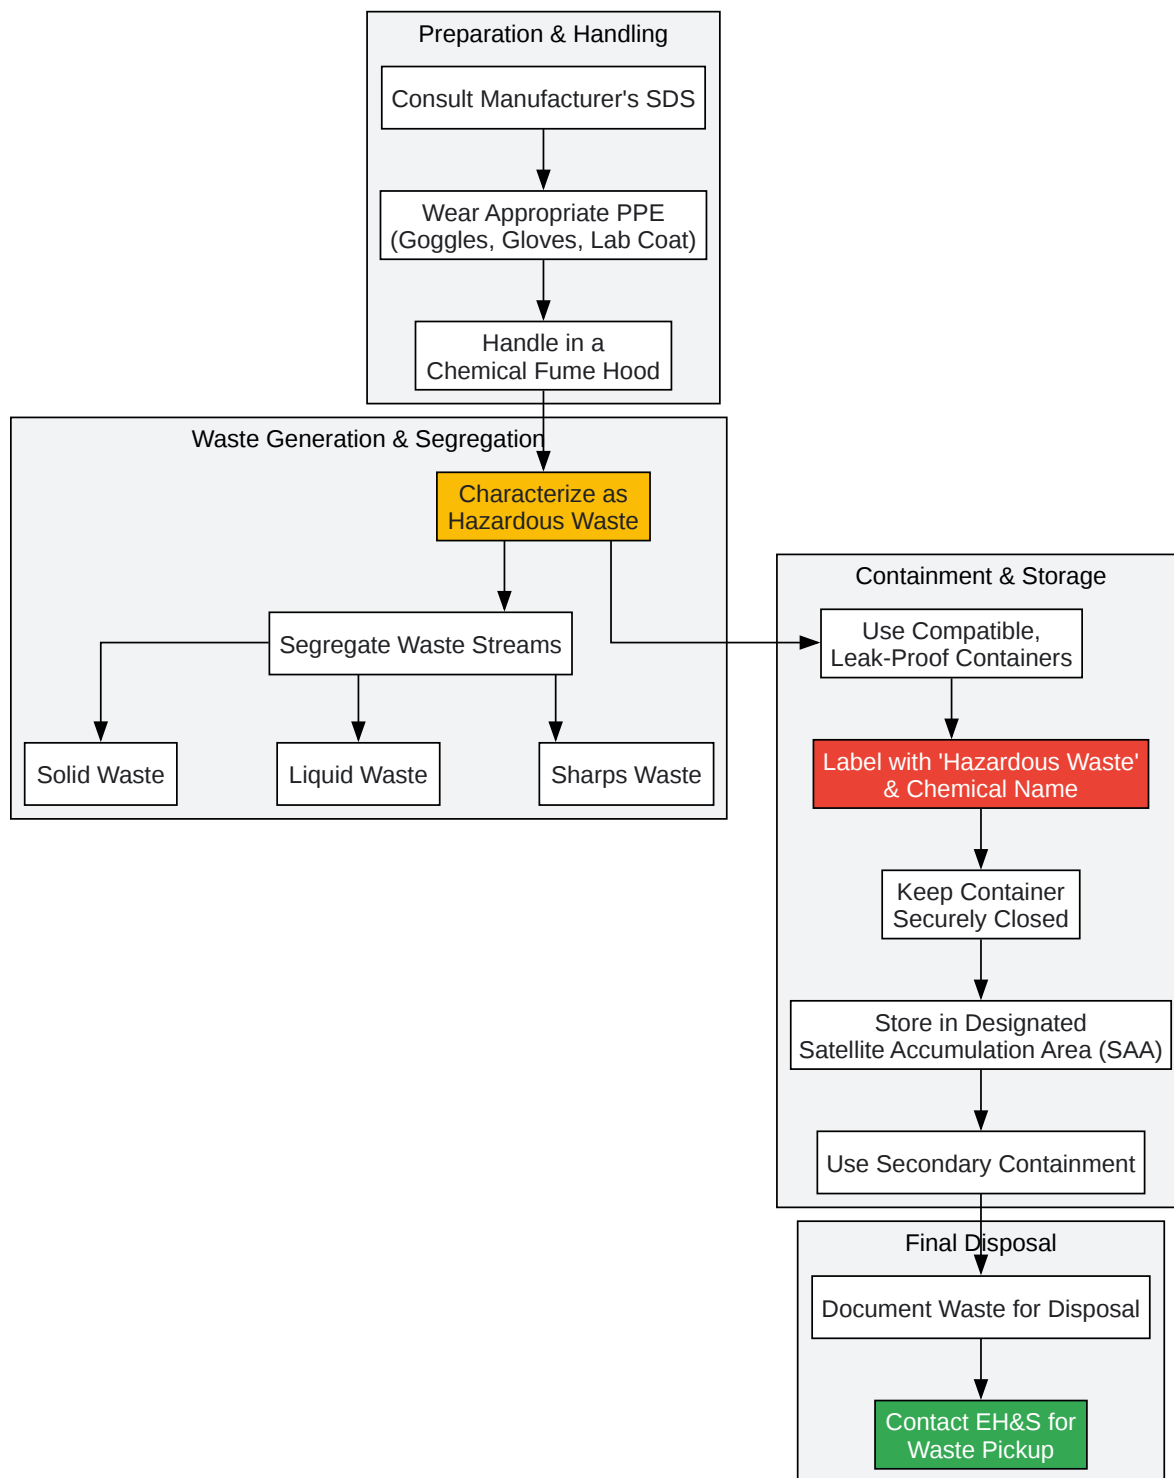 Preparation & Handling
Consult Manufacturer's SDS
Wear Appropriate PPE
(Goggles, Gloves, Lab Coat)
Handle in a
Chemical Fume Hood
Waste Generation & Segregation
Characterize as
Hazardous Waste
Segregate Waste Streams
Solid Waste
Liquid Waste
Sharps Waste
Containment & Storage
Use Compatible,
Leak-Proof Containers
Label with 'Hazardous Waste'
& Chemical Name
Keep Container
Securely Closed
Store in Designated
Satellite Accumulation Area (SAA)
Use Secondary Containment
Final Disposal
Document Waste for Disposal
Contact EH&S for
Waste Pickup